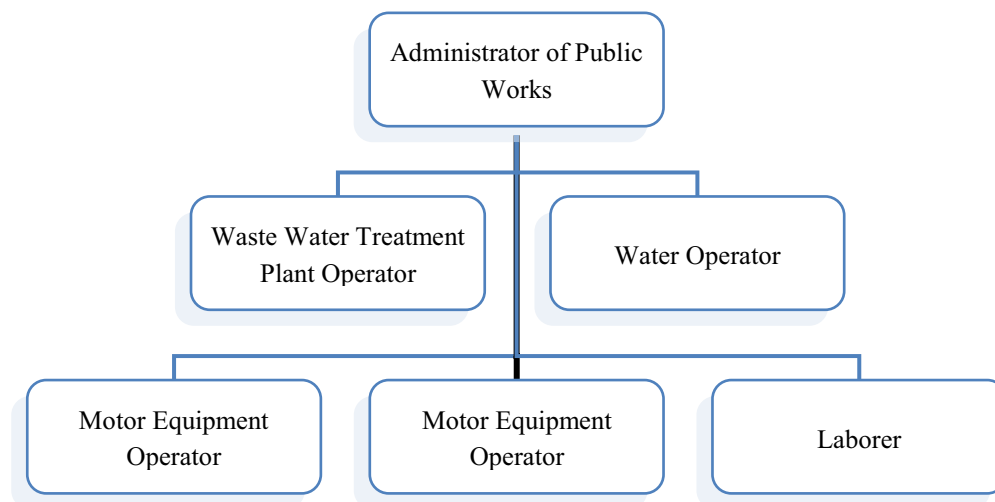 Administrator of Public
Works
Waste Water Treatment
Plant Operator
Water Operator
Motor Equipment
Operator
Motor Equipment
Operator
Laborer